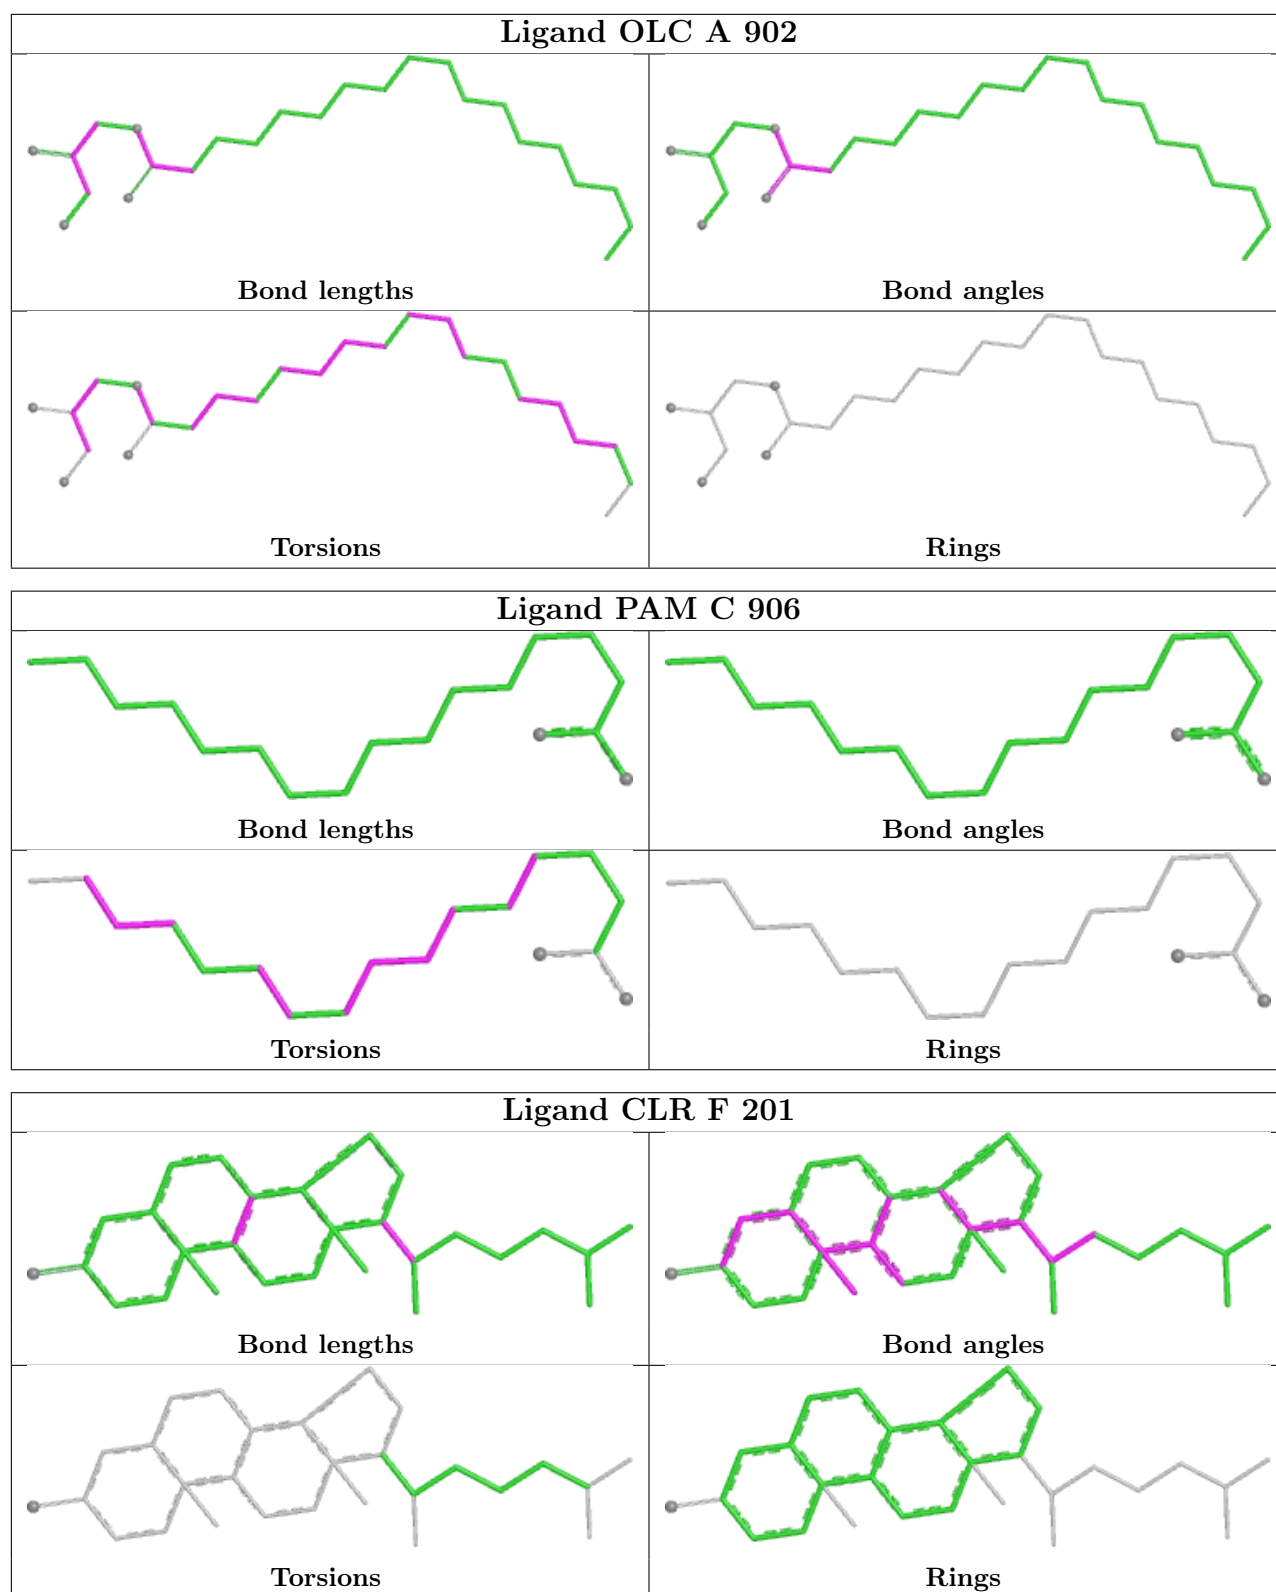 Ligand OLC A 902
Bond lengths
Bond angles
Torsions
Rings
Ligand PAM C 906
Bond lengths
Bond angles
Torsions
Rings
Ligand CLR F 201
Bond lengths
Bond angles
Torsions
Rings